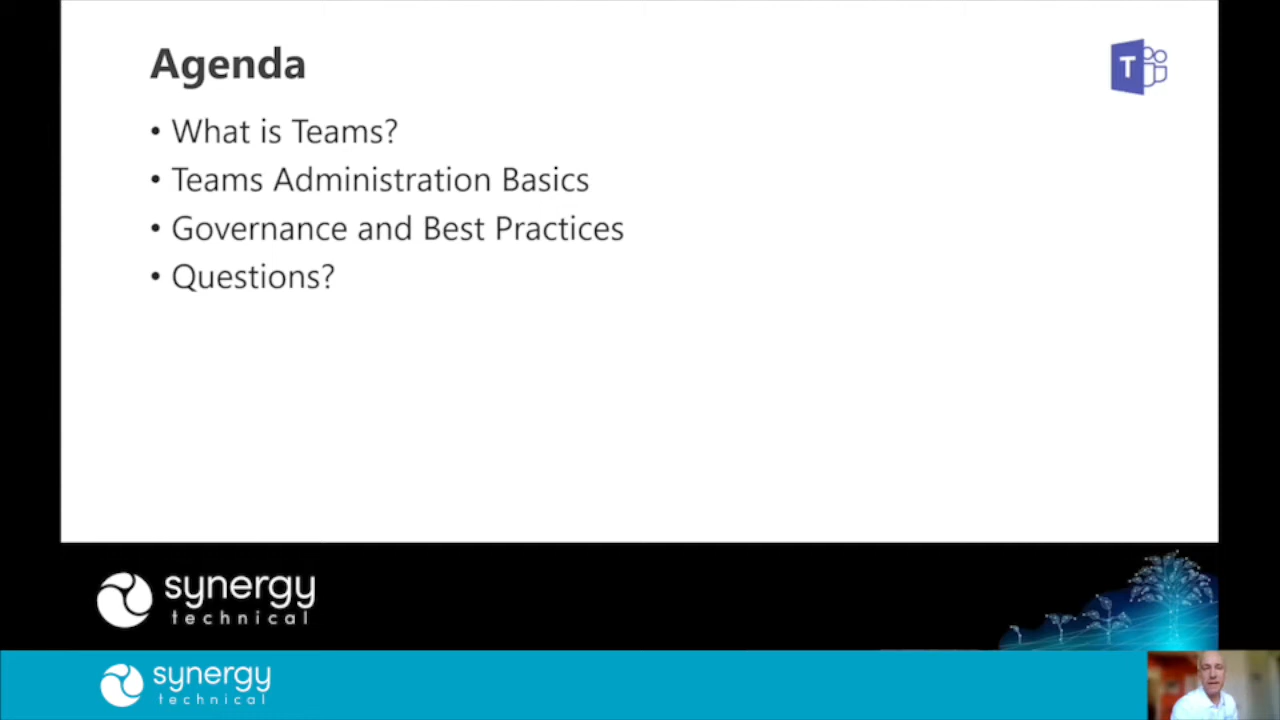 Agenda
T
• What is Teams?
• Teams Administration Basics
• Governance and Best Practices
• Questions?
synergy
technical
synergy
technical